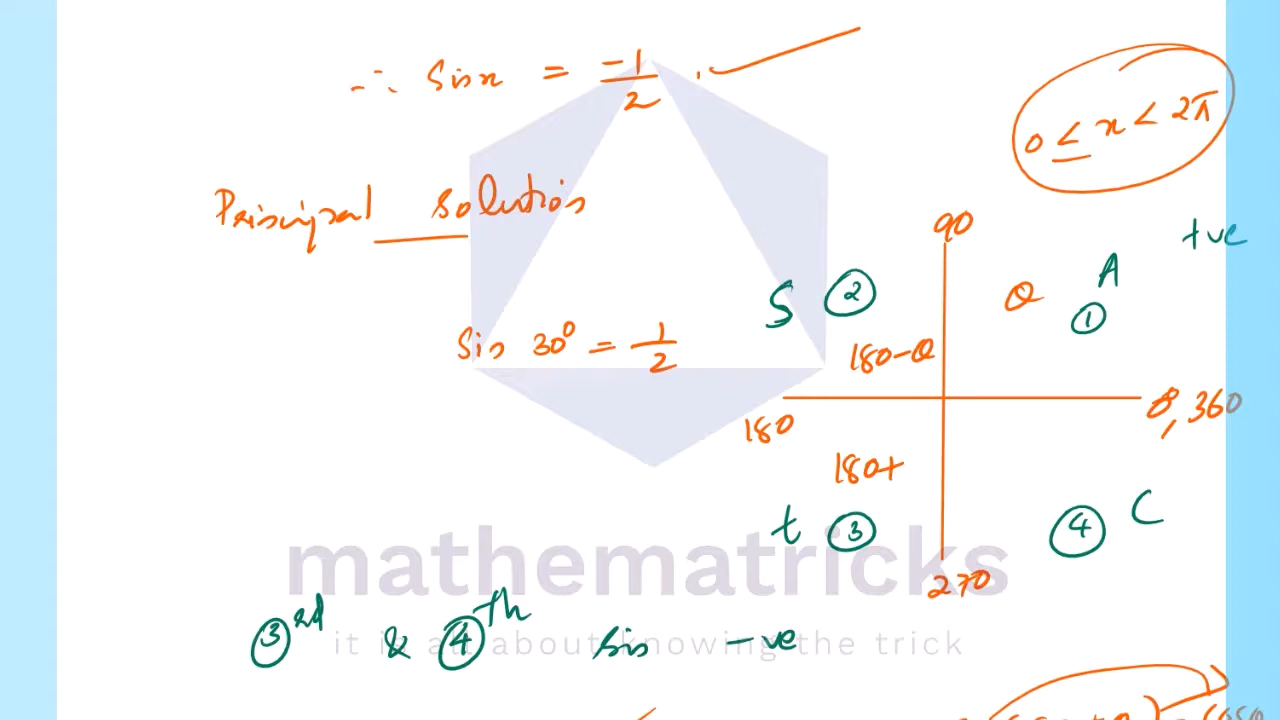 ∴ Sin x = -1/2 .
0 ≤ x < 2π
Principal solution
90
+ve
S ② θ A ①
Sin 30° = 1/2
180-θ
180 0, 360
180+
t ③ ④ C
270
mathematricks
③rd & ④th sin -ve
it is all about knowing the trick